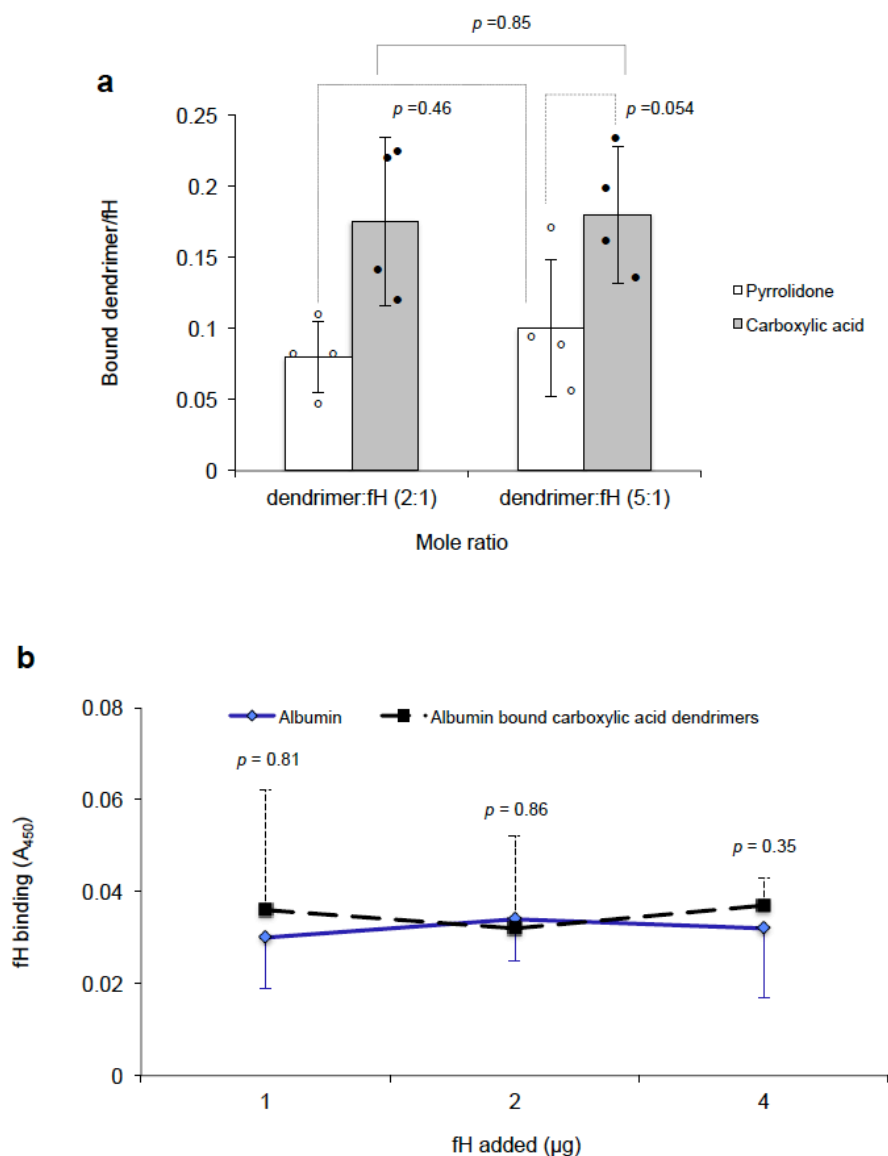 p =0.85
a
p =0.46
p =0.054
0.25
0.2
0.15
0.1
0.05
0
Bound dendrimer/fH
Pyrrolidone
Carboxylic acid
dendrimer:fH (2:1)
dendrimer:fH (5:1)
Mole ratio
b
0.08
0.06
0.04
0.02
0
fH binding (A450)
Albumin
Albumin bound carboxylic acid dendrimers
p = 0.81
p = 0.86
p = 0.35
1
2
4
fH added (µg)